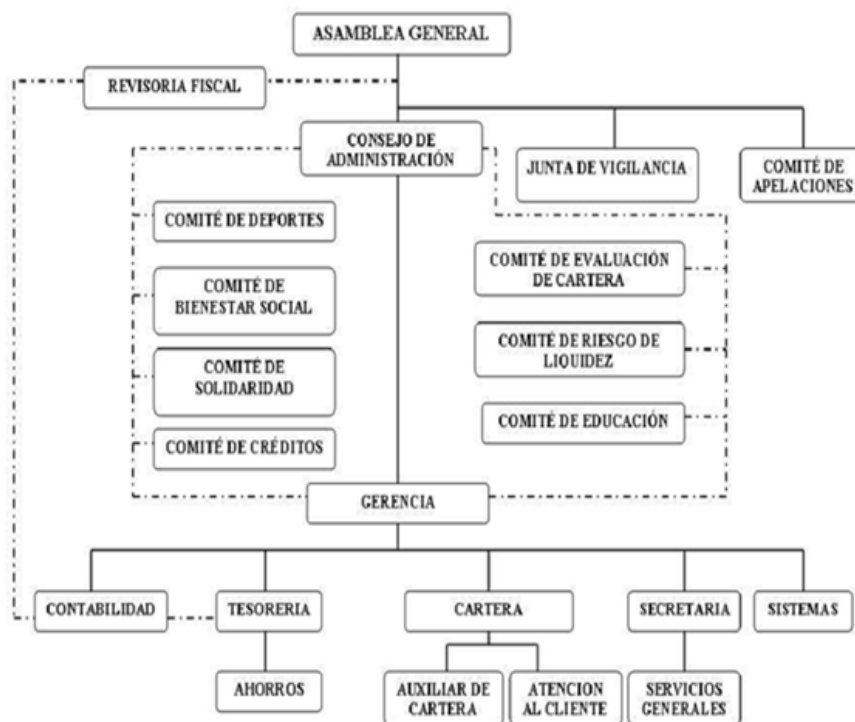 ASAMBLEA GENERAL
REVISORIA FISCAL
CONSEJO DE
ADMINISTRACIÓN
JUNTA DE VIGILANCIA
COMITÉ DE
APELACIONES
COMITÉ DE DEPORTES
COMITÉ DE
BIENESTAR SOCIAL
COMITÉ DE
SOLIDARIDAD
COMITÉ DE CRÉDITOS
COMITÉ DE EVALUACIÓN
DE CARTERA
COMITÉ DE RIESGO DE
LIQUIDEZ
COMITÉ DE EDUCACIÓN
GERENCIA
CONTABILIDAD
TESORERIA
CARTERA
SECRETARIA
SISTEMAS
AHORROS
AUXILIAR DE
CARTERA
ATENCION
AL CLIENTE
SERVICIOS
GENERALES